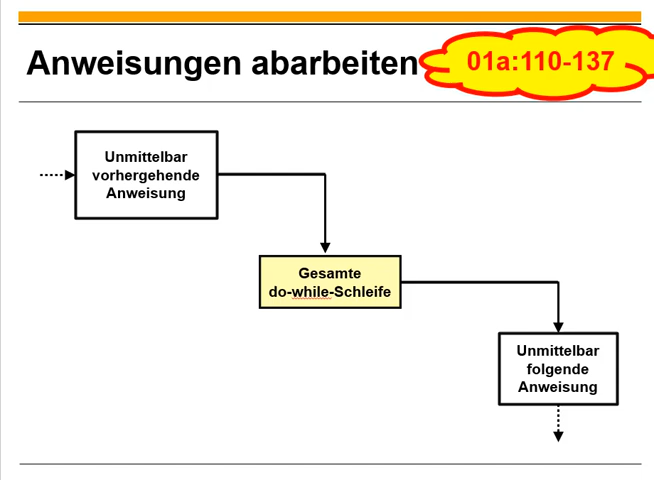 Anweisungen abarbeiten
01a:110-137
Unmittelbar
vorhergehende
Anweisung
Gesamte
do-while-Schleife
Unmittelbar
folgende
Anweisung